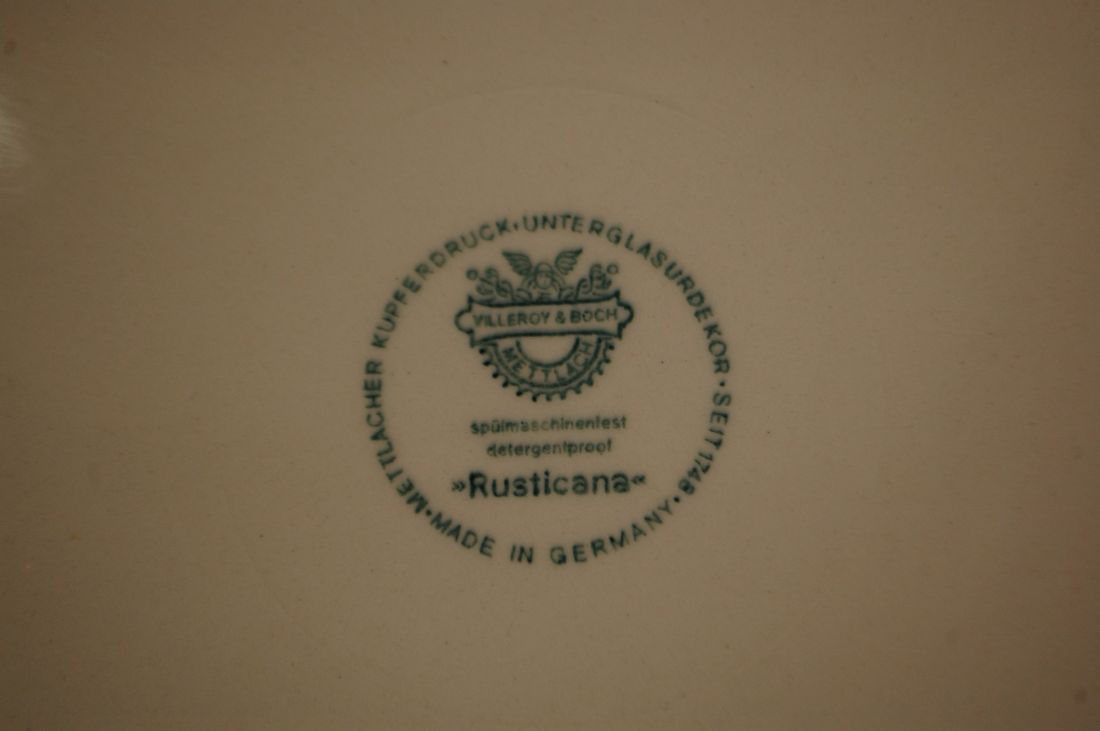 METTLACHER KUPFERDRUCK · UNTERGLASURDEKOR · SEIT 1748 · MADE IN GERMANY ·
VILLEROY & BOCH
METTLACH
spülmaschinenfest
detergentproof
»Rusticana«